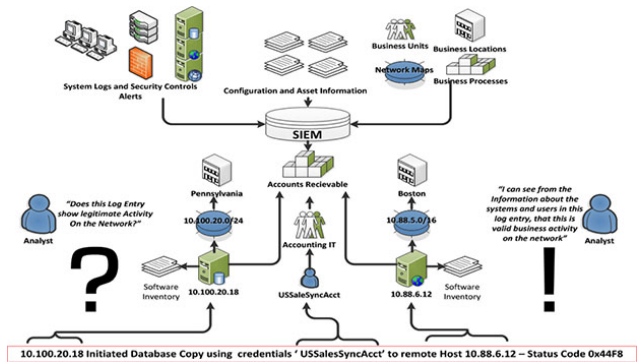 Business Units
Business Locations
Network Maps
Business Processes
System Logs and Security Controls
Alerts
Configuration and Asset Information
SIEM
Pennsylvania
Accounts Recievable
Boston
"Does this Log Entry
show legitimate Activity
On the Network?"
Analyst
10.100.20.0/24
Accounting IT
10.88.5.0/16
"I can see from the
Information about the
systems and users in this
log entry, that this is
valid business activity
on the network"
Analyst
?
Software
Inventory
10.100.20.18
USSaleSyncAcct
10.88.6.12
Software
Inventory
!
10.100.20.18 Initiated Database Copy using credentials ' USSalesSyncAcct' to remote Host 10.88.6.12 – Status Code 0x44F8